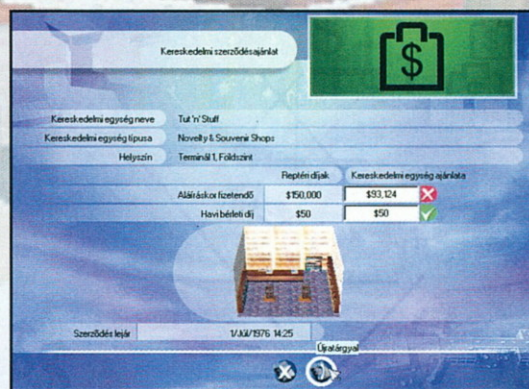 Kereskedelmi szerződésajánlat
$
Kereskedelmi egység neve Tut 'n' Stuff
Kereskedelmi egység típusa Novelty & Souvenir Shops
Helyszín Terminál 1, Földszint
Reptéri díjak Kereskedelmi egység ajánlata
Aláíráskor fizetendő $150,000 $93,124
Havi bérleti díj $50 $50
Szerződés lejár 1/Júl/1976 14:25
Újratárgyal